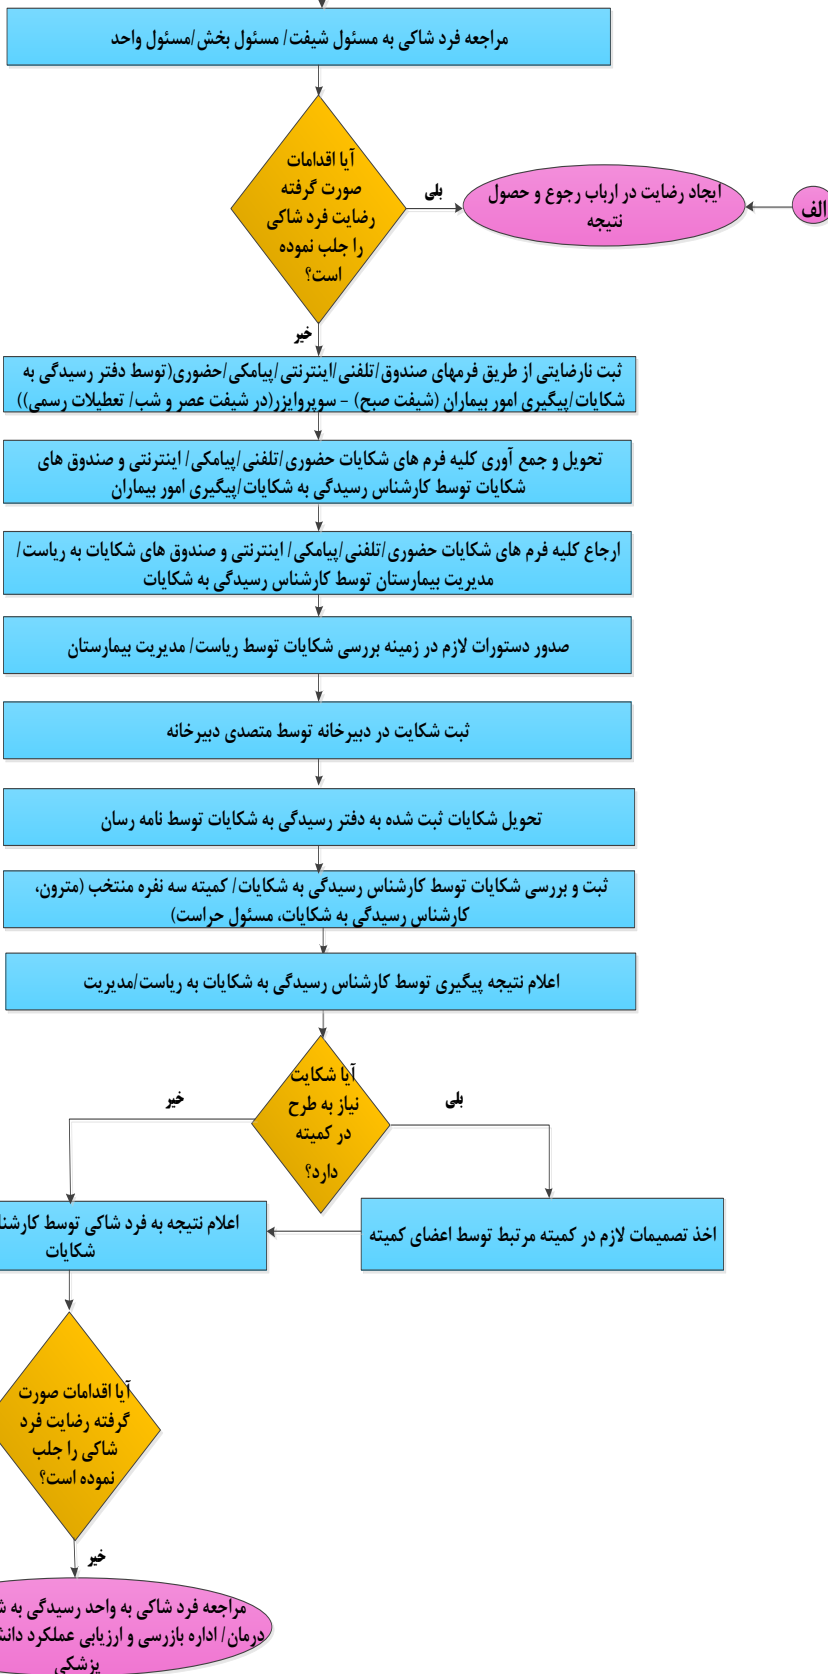 مراجعه فرد شاکی به مسئول شیفت/ مسئول بخش/مسئول واحد
آیا اقدامات
صورت گرفته
رضایت فرد شاکی
را جلب نموده
است؟
بلی
ایجاد رضایت در ارباب رجوع و حصول
نتیجه
الف
خیر
ثبت نارضایتی از طریق فرمهای صندوق/تلفنی/اینترنتی/پیامکی/حضوری(توسط دفتر رسیدگی به
شکایات/پیگیری امور بیماران (شیفت صبح) - سوپروایزر(در شیفت عصر و شب/ تعطیلات رسمی))
تحویل و جمع آوری کلیه فرم های شکایات حضوری/تلفنی/پیامکی/ اینترنتی و صندوق های
شکایات توسط کارشناس رسیدگی به شکایات/پیگیری امور بیماران
ارجاع کلیه فرم های شکایات حضوری/تلفنی/پیامکی/ اینترنتی و صندوق های شکایات به ریاست/
مدیریت بیمارستان توسط کارشناس رسیدگی به شکایات
صدور دستورات لازم در زمینه بررسی شکایات توسط ریاست/ مدیریت بیمارستان
ثبت شکایت در دبیرخانه توسط متصدی دبیرخانه
تحویل شکایات ثبت شده به دفتر رسیدگی به شکایات توسط نامه رسان
ثبت و بررسی شکایات توسط کارشناس رسیدگی به شکایات/ کمیته سه نفره منتخب (مترون،
کارشناس رسیدگی به شکایات، مسئول حراست)
اعلام نتیجه پیگیری توسط کارشناس رسیدگی به شکایات به ریاست/مدیریت
آیا شکایت
نیاز به طرح
در کمیته
دارد؟
بلی
خیر
اخذ تصمیمات لازم در کمیته مرتبط توسط اعضای کمیته
اعلام نتیجه به فرد شاکی توسط
شکایات
آیا اقدامات صورت
گرفته رضایت فرد
شاکی را جلب
نموده است؟
خیر
مراجعه فرد شاکی به واحد رسیدگی به
درمان/ اداره بازرسی و ارزیابی عملکرد
پزشکی